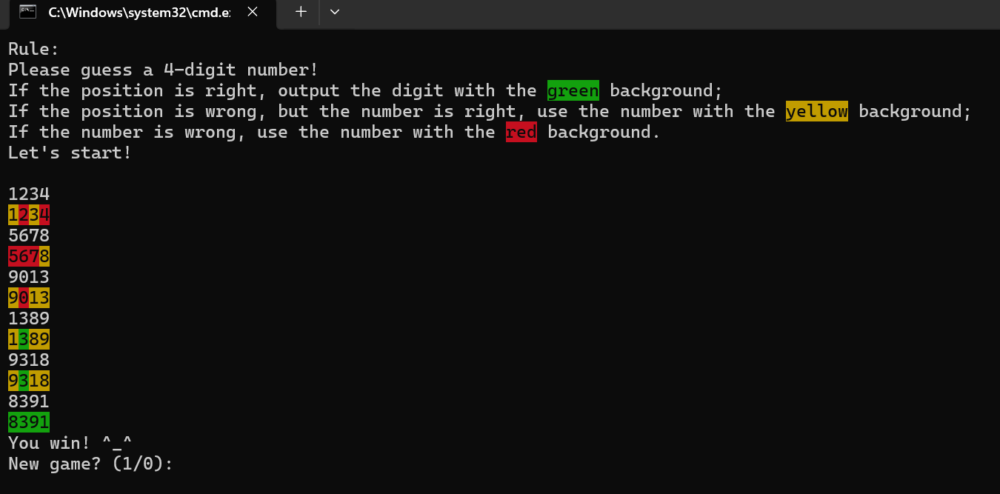 C:\Windows\system32\cmd.e
Rule:
Please guess a 4-digit number!
If the position is right, output the digit with the green background;
If the position is wrong, but the number is right, use the number with the yellow background;
If the number is wrong, use the number with the red background.
Let's start!
1234
1234
5678
5678
9013
9013
1389
1389
9318
9318
8391
8391
You win! ^_^
New game? (1/0):